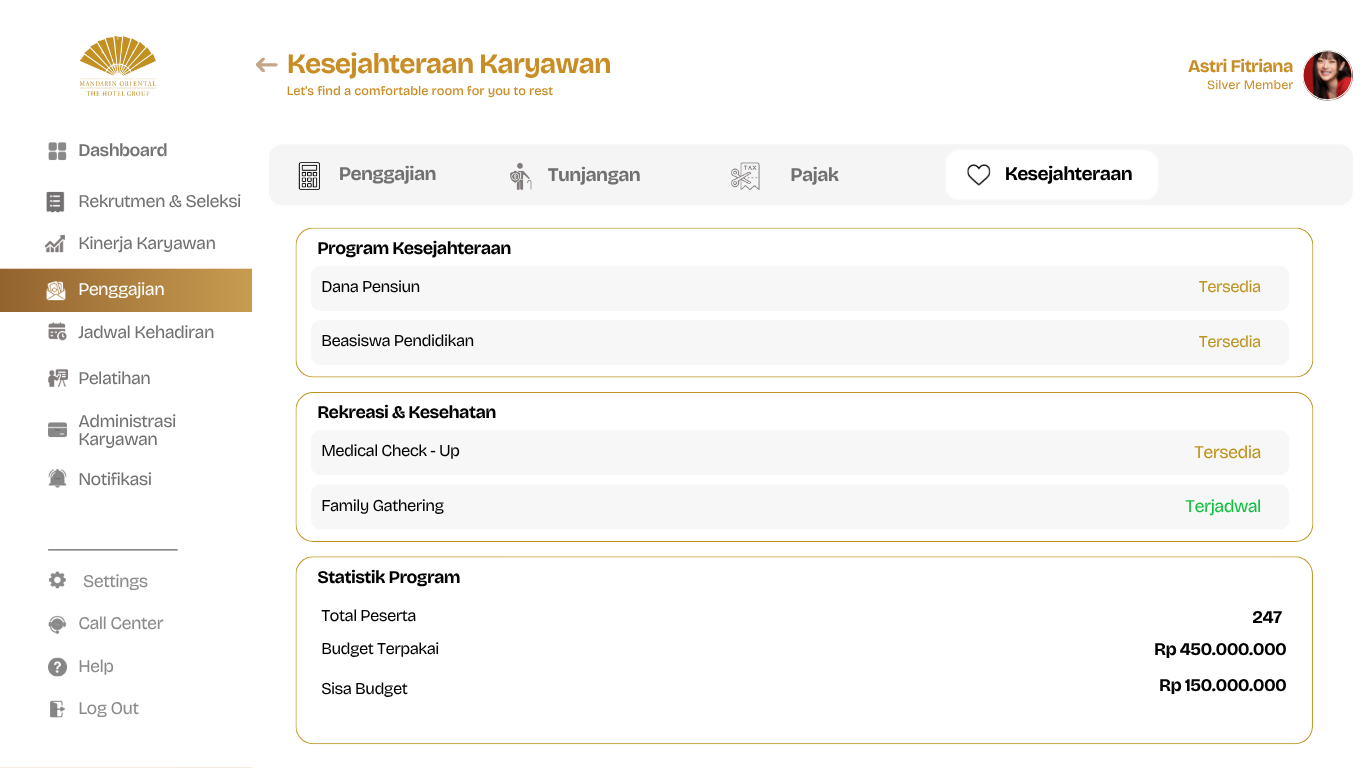 MANDARIN ORIENTAL
THE HOTEL GROUP
Kesejahteraan Karyawan
Let's find a comfortable room for you to rest
Astri Fitriana
Silver Member
Dashboard
Rekrutmen & Seleksi
Kinerja Karyawan
Penggajian
Jadwal Kehadiran
Pelatihan
Administrasi
Karyawan
Notifikasi
Settings
Call Center
Help
Log Out
Penggajian
Tunjangan
TAX
Pajak
Kesejahteraan
Program Kesejahteraan
Dana Pensiun Tersedia
Beasiswa Pendidikan Tersedia
Rekreasi & Kesehatan
Medical Check - Up Tersedia
Family Gathering Terjadwal
Statistik Program
Total Peserta 247
Budget Terpakai Rp 450.000.000
Sisa Budget Rp 150.000.000